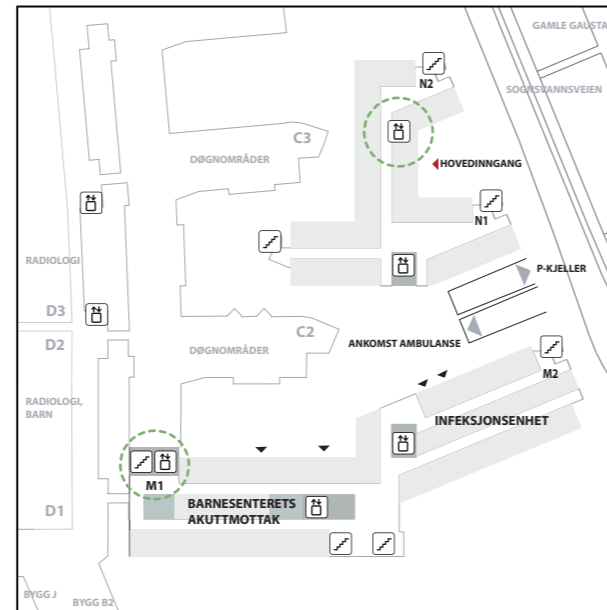 GAMLE GAUSTA
SOGNSVANNSVEIEN
N2
C3
DØGNOMRÅDER
HOVEDINNGANG
N1
RADIOLOGI
P-KJELLER
D3
C2
D2
ANKOMST AMBULANSE
DØGNOMRÅDER
M2
RADIOLOGI,
BARN
INFEKSJONSENHET
M1
BARNESENTERETS
AKUTTMOTTAK
D1
BYGG J
BYGG B2